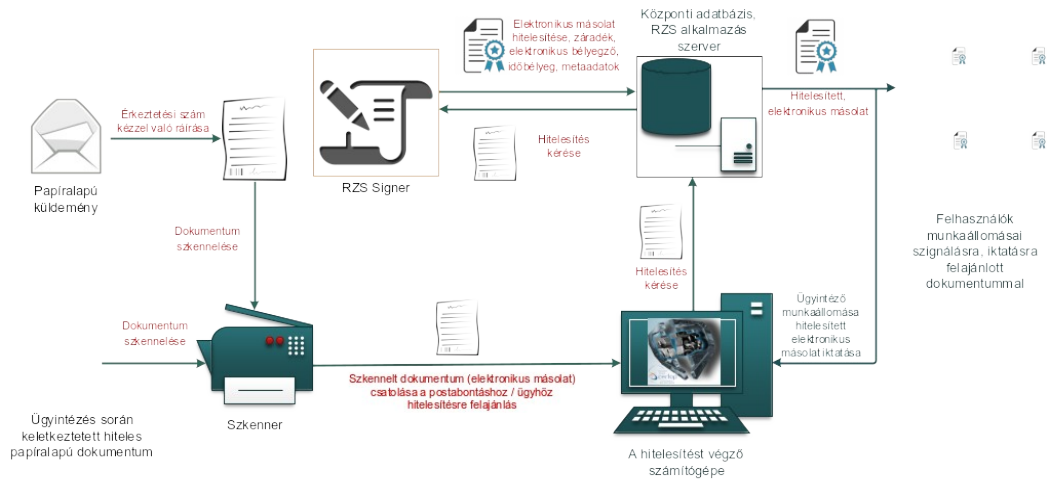 Elektronikus másolat
hitelesítése, záradék,
elektronikus bélyegző,
időbélyeg, metaadatok
Központi adatbázis,
RZS alkalmazás
szerver
Érkeztetési szám
kézzel való ráírása
Hitelesített,
elektronikus másolat
Hitelesítés
kérése
Papíralapú
küldemény
RZS Signer
Dokumentum
szkennelése
Hitelesítés
kérése
Felhasználók
munkaállomásai
szignálásra, iktatásra
felajánlott
dokumentummal
Dokumentum
szkennelése
Ügyintéző
munkaállomása
hitelesített
elektronikus
másolat iktatása
Szkennelt dokumentum (elektronikus másolat)
csatolása a postabontáshoz / ügyhöz
hitelesítésre felajánlás
Ügyintézés során
keletkeztetett hiteles
papíralapú dokumentum
Szkenner
A hitelesítést végző
számítógépe